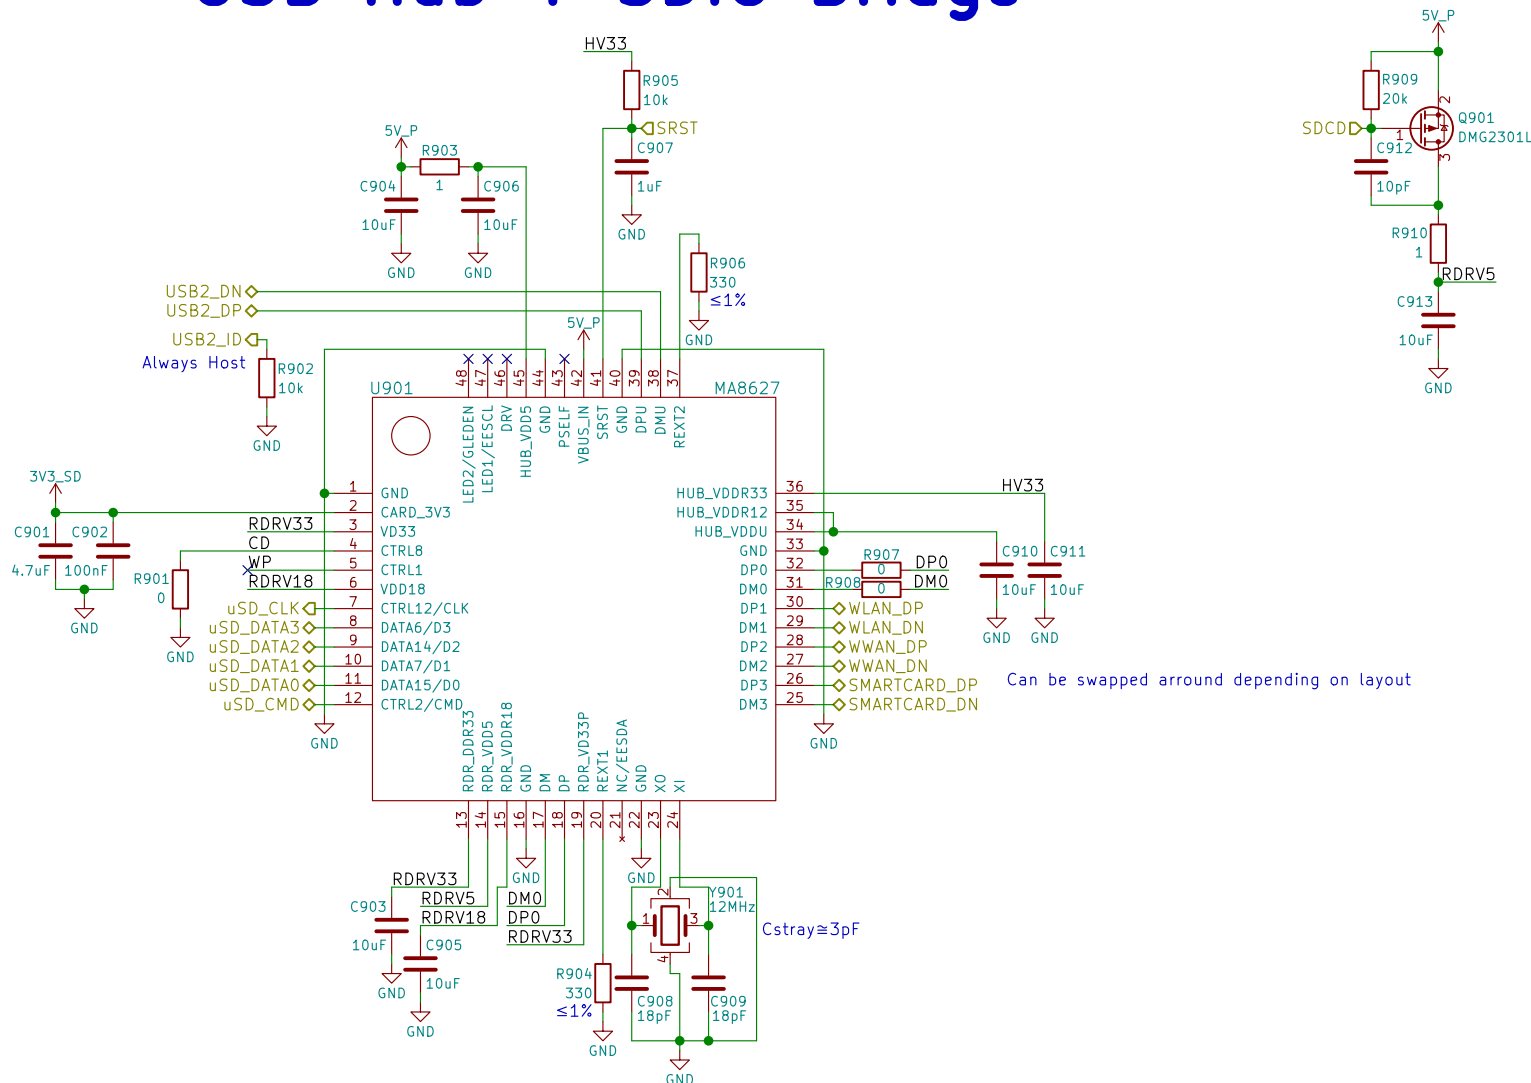 USB Hub + SDIO Bridge
5V_P
HV33
R905
10k
SRST
C907
1uF
GND
R909
20k
SDCD
2
1
3
Q901
DMG2301L
C912
10pF
R910
1
RDRV5
C913
10uF
GND
5V_P
R903
1
C904
10uF
C906
10uF
GND
GND
R906
330
≤1%
GND
USB2_DN
USB2_DP
USB2_ID
Always Host
R902
10k
GND
5V_P
U901
MA8627
48
47
46
45
44
43
42
41
40
39
38
37
LED2/GLEDEN
LED1/EESCL
DRV
HUB_VDD5
GND
PSELF
VBUS_IN
SRST
GND
DPU
DMU
REXT2
3V3_SD
C901
4.7uF
C902
100nF
GND
R901
0
GND
RDRV33
CD
WP
RDRV18
uSD_CLK
uSD_DATA3
uSD_DATA2
uSD_DATA1
uSD_DATA0
uSD_CMD
GND
1 GND
2 CARD_3V3
3 VD33
4 CTRL8
5 CTRL1
6 VDD18
7 CTRL12/CLK
8 DATA6/D3
9 DATA14/D2
10 DATA7/D1
11 DATA15/D0
12 CTRL2/CMD
HUB_VDDR33 36
HUB_VDDR12 35
HUB_VDDU 34
GND 33
DP0 32
DM0 31
DP1 30
DM1 29
DP2 28
DM2 27
DP3 26
DM3 25
HV33
R907
0
DP0
R908
0
DM0
WLAN_DP
WLAN_DN
WWAN_DP
WWAN_DN
SMARTCARD_DP
SMARTCARD_DN
GND
C910
10uF
C911
10uF
GND
GND
Can be swapped arround depending on layout
RDR_DDR33
RDR_VDD5
RDR_VDDR18
GND
DM
DP
RDR_VD33P
REXT1
NC/EESDA
GND
XO
XI
13
14
15
16
17
18
19
20
21
22
23
24
GND
GND
RDRV33
RDRV5
RDRV18
DM0
DP0
RDRV33
C903
10uF
GND
C905
10uF
GND
R904
330
≤1%
GND
Y901
12MHz
2
1
3
4
Cstray≅3pF
C908
18pF
C909
18pF
GND